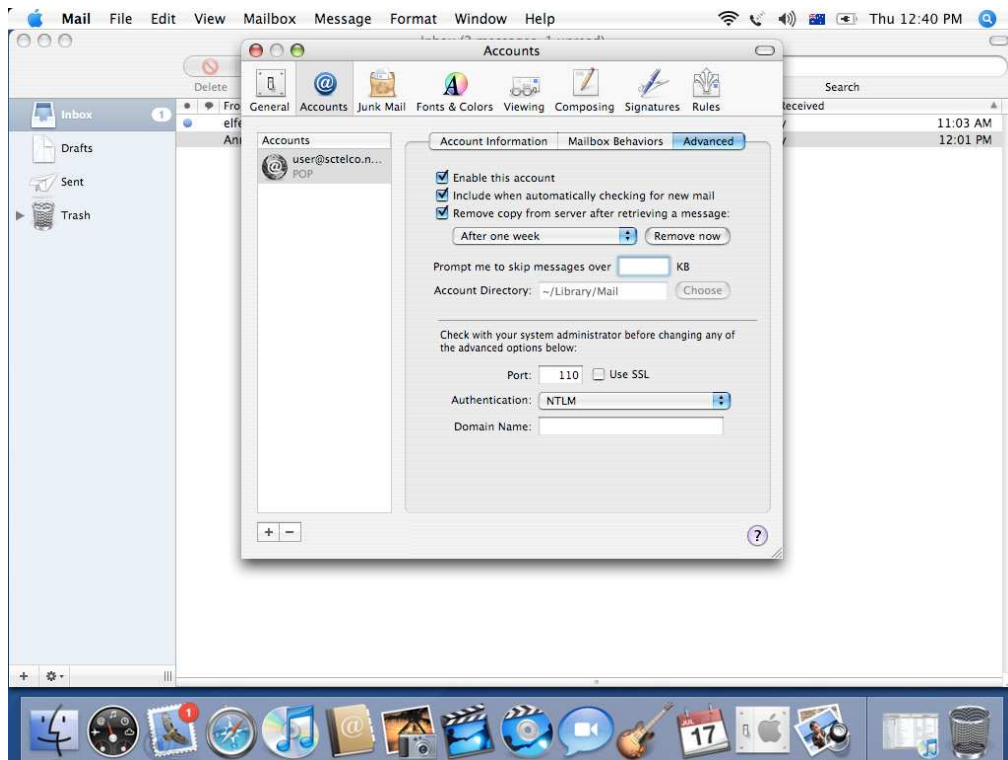 Mail File Edit View Mailbox Message Format Window Help Thu 12:40 PM
Accounts
Delete
Search
General Accounts Junk Mail Fonts & Colors Viewing Composing Signatures Rules
Inbox 1
Fro
Received
elfe
11:03 AM
12:01 PM
Drafts
Sent
Trash
Accounts
user@sctelco.n...
POP
Account Information Mailbox Behaviors Advanced
Enable this account
Include when automatically checking for new mail
Remove copy from server after retrieving a message:
After one week Remove now
Prompt me to skip messages over KB
Account Directory: ~/Library/Mail Choose
Check with your system administrator before changing any of
the advanced options below:
Port: 110 Use SSL
Authentication: NTLM
Domain Name:
+ − ?
1
JUL
17